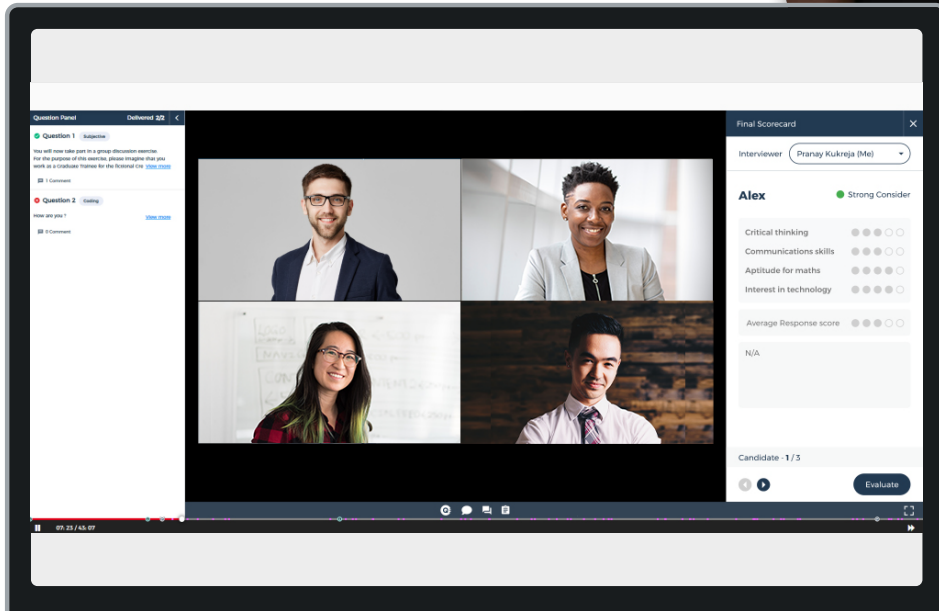 Question Panel Delivered 2/2
Question 1 Subjective
You will now take part in a group discussion exercise.
For the purpose of this exercise, please imagine that you
work as a Graduate Trainee for the fictional Cre View more
1 Comment
Question 2 Coding
How are you ?
View more
0 Comment
Final Scorecard
Interviewer Pranay Kukreja (Me)
Alex Strong Consider
Critical thinking
Communications skills
Aptitude for maths
Interest in technology
Average Response score
N/A
Candidate - 1 / 3
Evaluate
07: 23 / 43: 07